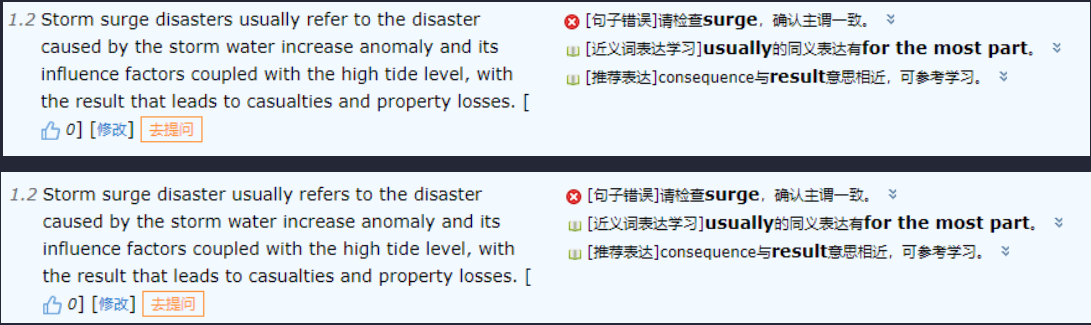 1.2 Storm surge disasters usually refer to the disaster
caused by the storm water increase anomaly and its
influence factors coupled with the high tide level, with
the result that leads to casualties and property losses. [
0] [修改] 去提问
[句子错误]请检查surge，确认主谓一致。
[近义词表达学习]usually的同义表达有for the most part。
[推荐表达]consequence与result意思相近，可参考学习。
1.2 Storm surge disaster usually refers to the disaster
caused by the storm water increase anomaly and its
influence factors coupled with the high tide level, with
the result that leads to casualties and property losses. [
0] [修改] 去提问
[句子错误]请检查surge，确认主谓一致。
[近义词表达学习]usually的同义表达有for the most part。
[推荐表达]consequence与result意思相近，可参考学习。